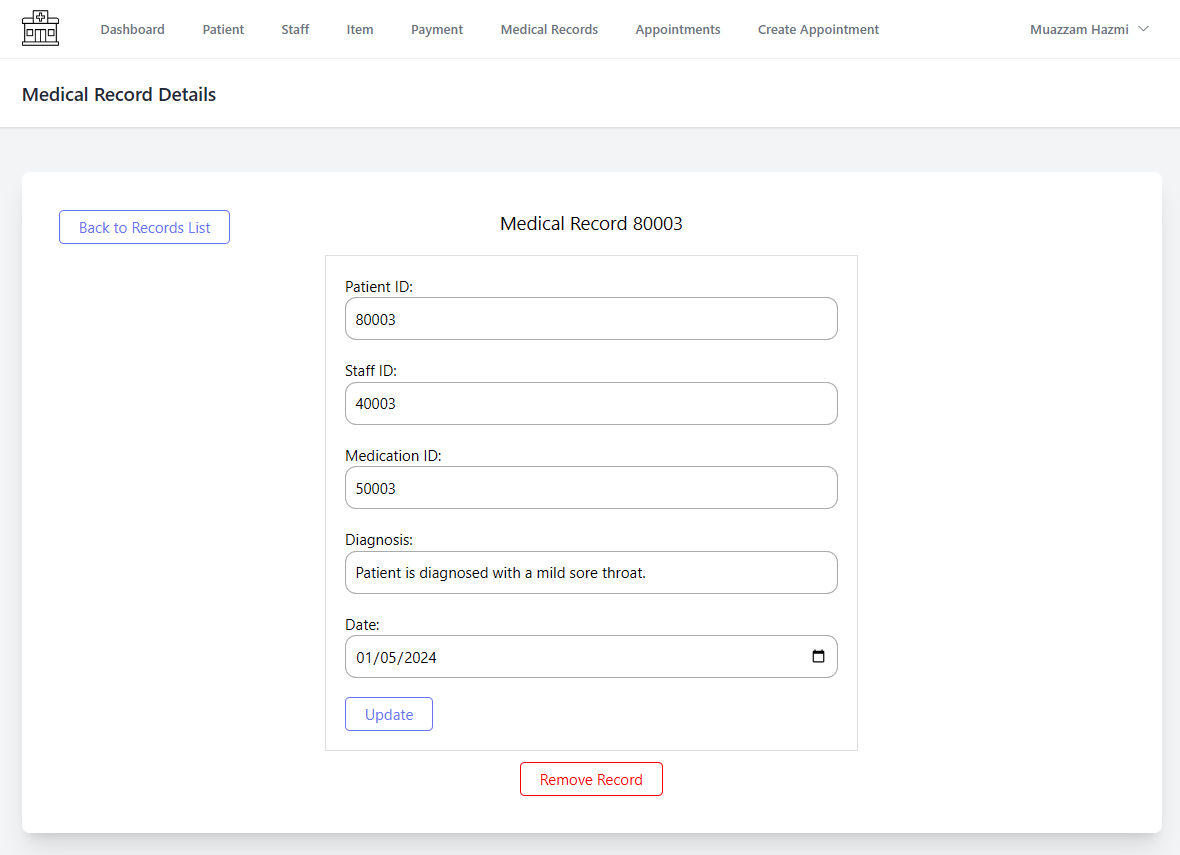 Dashboard Patient Staff Item Payment Medical Records Appointments Create Appointment Muazzam Hazmi
Medical Record Details
Back to Records List
Medical Record 80003
Patient ID:
80003
Staff ID:
40003
Medication ID:
50003
Diagnosis:
Patient is diagnosed with a mild sore throat.
Date:
01/05/2024
Update
Remove Record